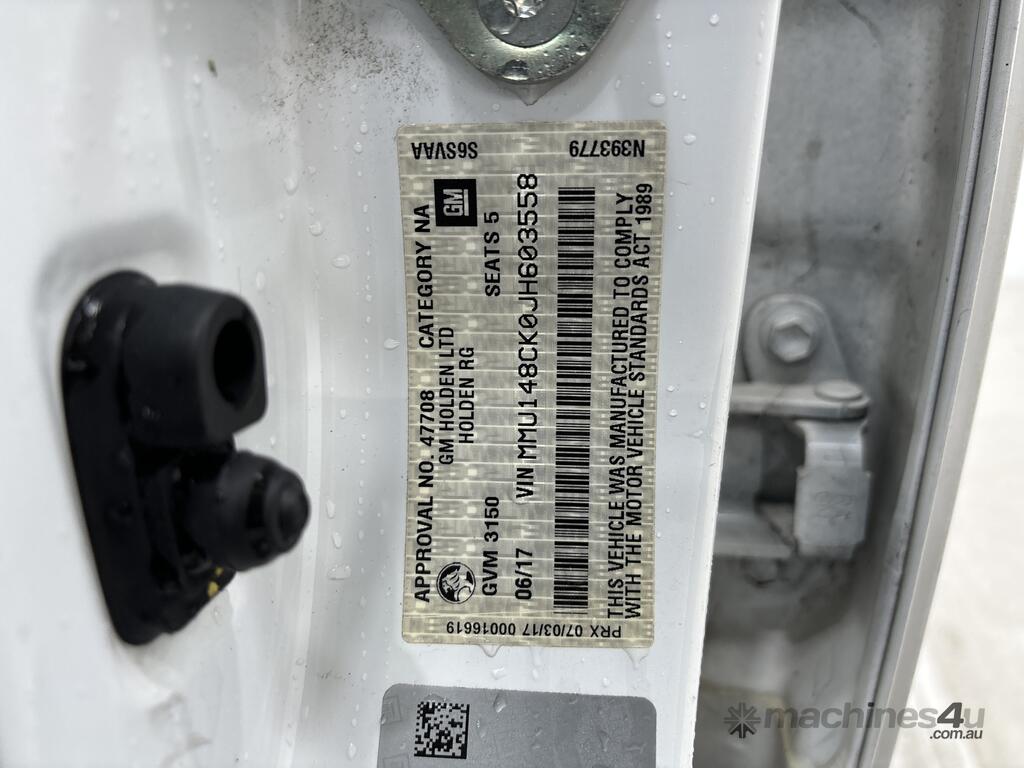 S6SVAA N393779
APPROVAL NO. 47708 CATEGORY NA
GM HOLDEN LTD GM
HOLDEN RG
GVM 3150 SEATS 5
06/17 VIN MMU148CK0JH603558
THIS VEHICLE WAS MANUFACTURED TO COMPLY
WITH THE MOTOR VEHICLE STANDARDS ACT 1989
PRX 07/03/17 00016619
machines4u
.com.au